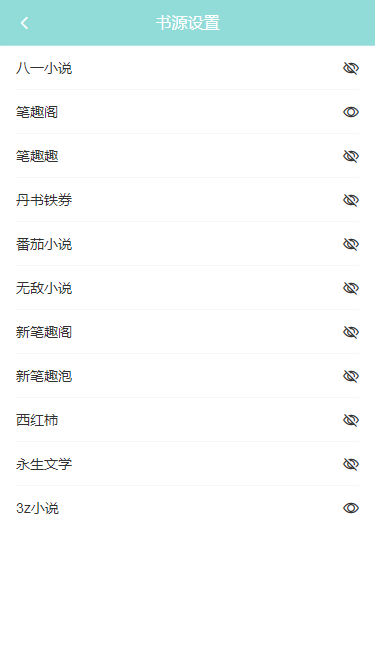 书源设置
八一小说
笔趣阁
笔趣趣
丹书铁券
番茄小说
无敌小说
新笔趣阁
新笔趣泡
西红柿
永生文学
3z小说